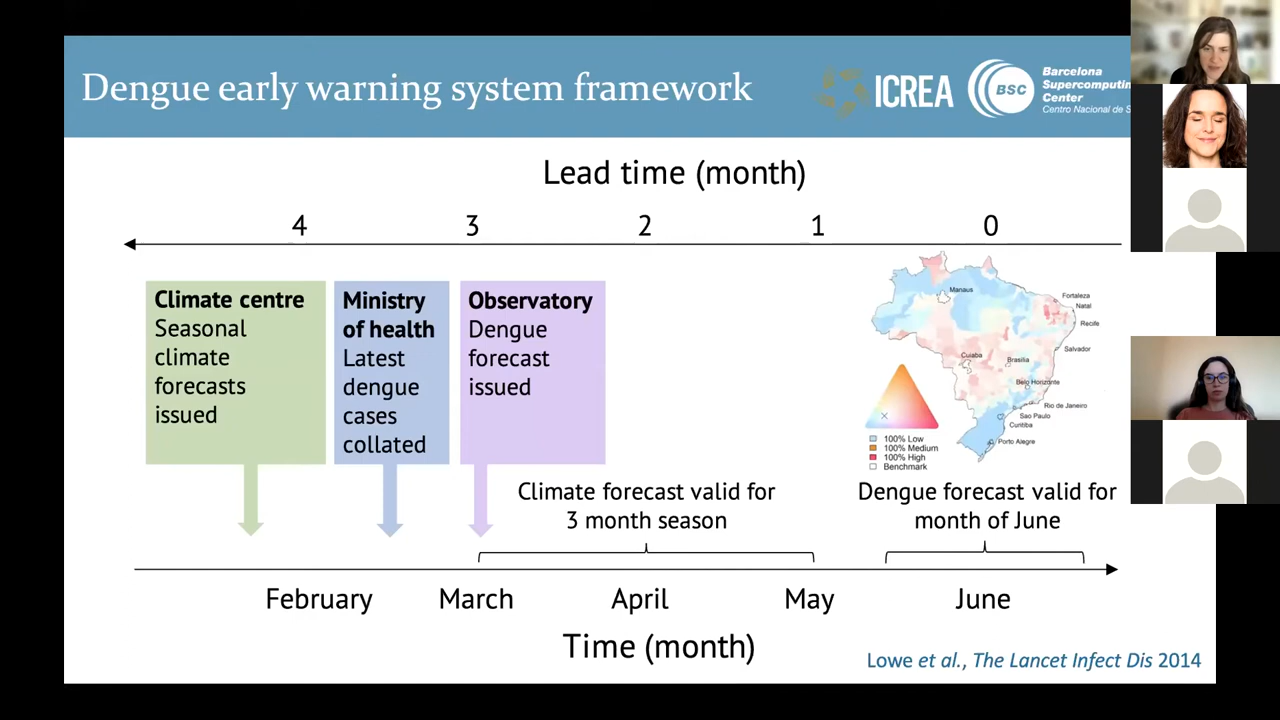 Dengue early warning system framework
ICREA
BSC
Barcelona
Center
Centro Nacional de
Lead time (month)
4 3 2 1 0
Climate centre
Seasonal
climate
forecasts
issued
Ministry
of health
Latest
dengue
cases
collated
Observatory
Dengue
forecast
issued
Manaus
Fortaleza
Natal
Recife
Salvador
Cuiaba
Brasilia
Belo Horizonte
Rio de Janeiro
Sao Paulo
Curitiba
Porto Alegre
100% Low
100% Medium
100% High
Benchmark
Climate forecast valid for
3 month season
Dengue forecast valid for
month of June
February March April May June
Time (month)
Lowe et al., The Lancet Infect Dis 2014